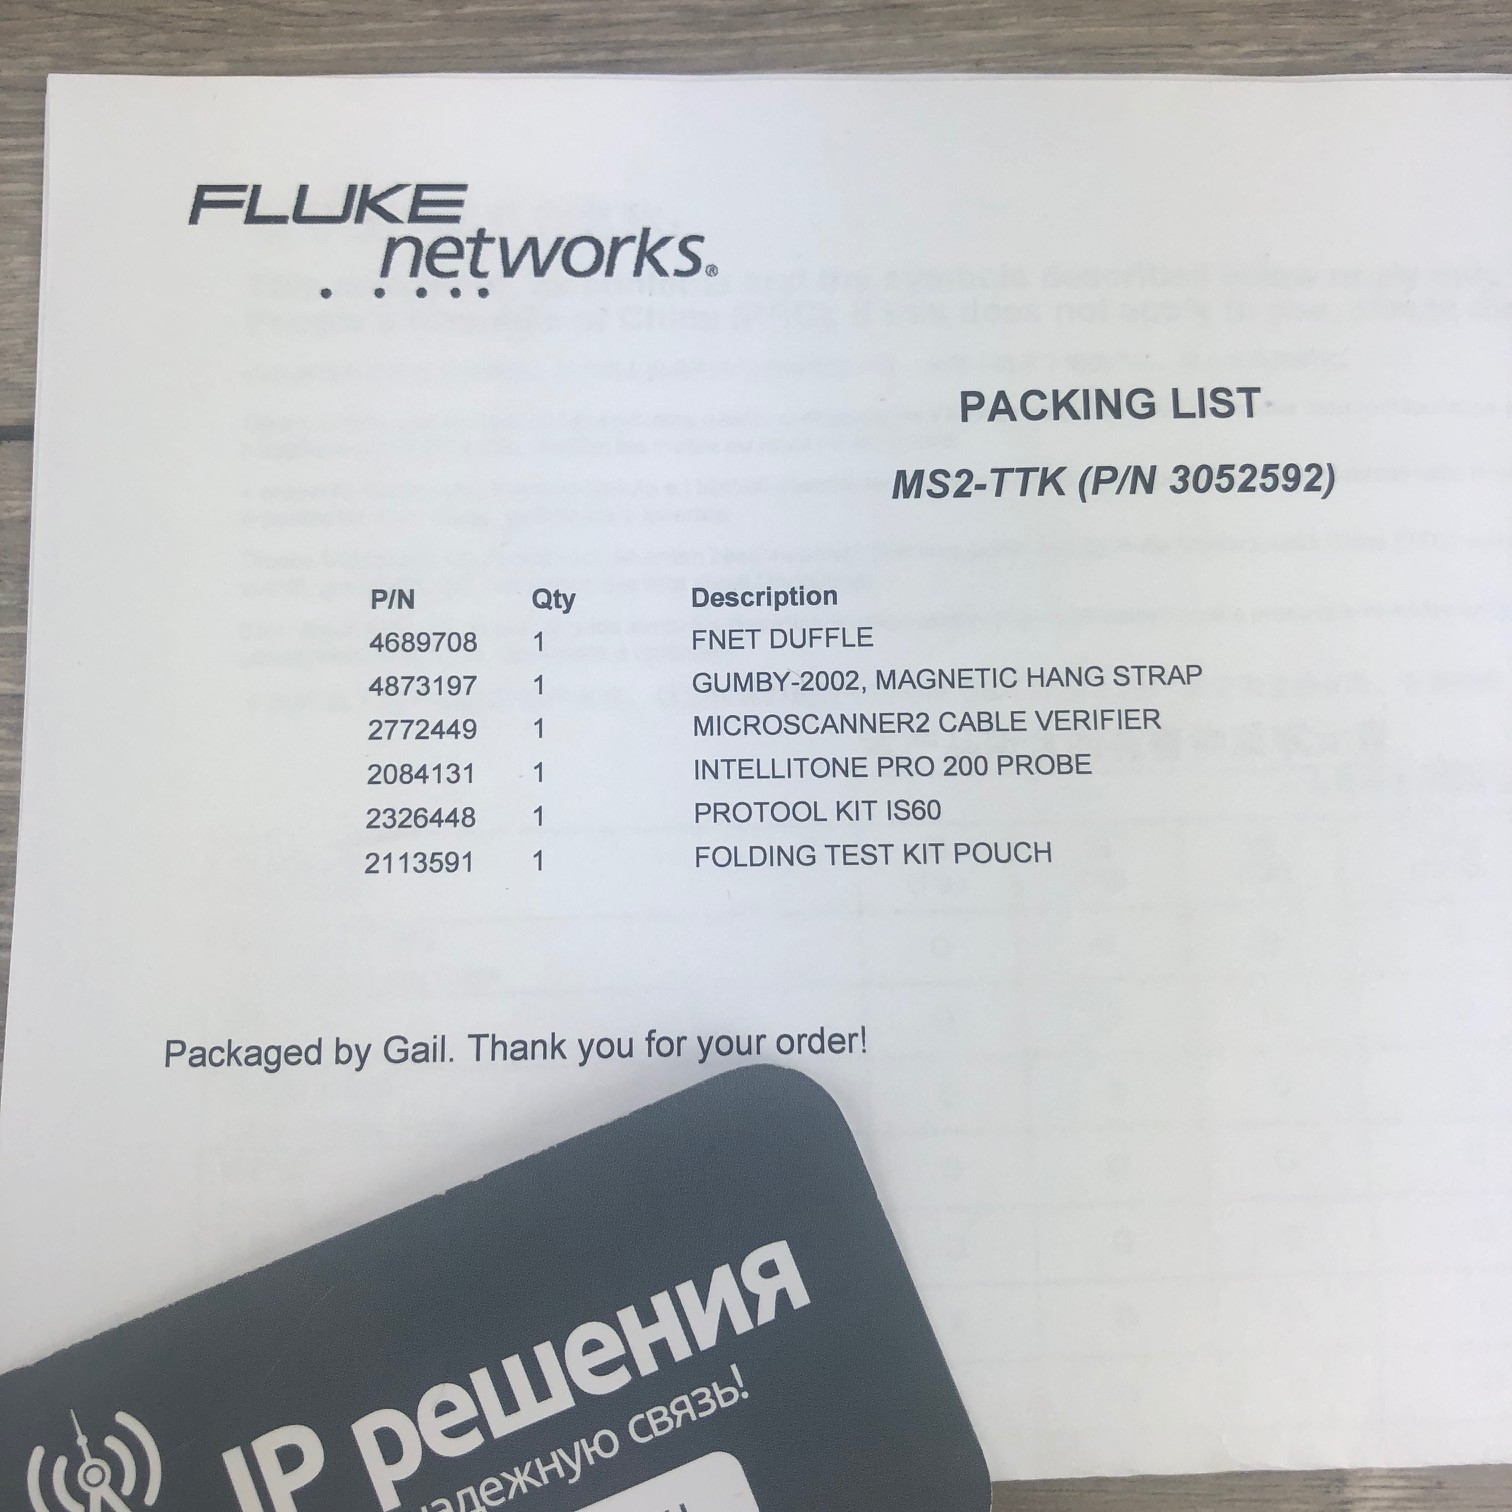 FLUKE
networks®
PACKING LIST
MS2-TTK (P/N 3052592)
P/N Qty Description
4689708 1 FNET DUFFLE
4873197 1 GUMBY-2002, MAGNETIC HANG STRAP
2772449 1 MICROSCANNER2 CABLE VERIFIER
2084131 1 INTELLITONE PRO 200 PROBE
2326448 1 PROTOOL KIT IS60
2113591 1 FOLDING TEST KIT POUCH
Packaged by Gail. Thank you for your order!
IP решения
надежную связь!